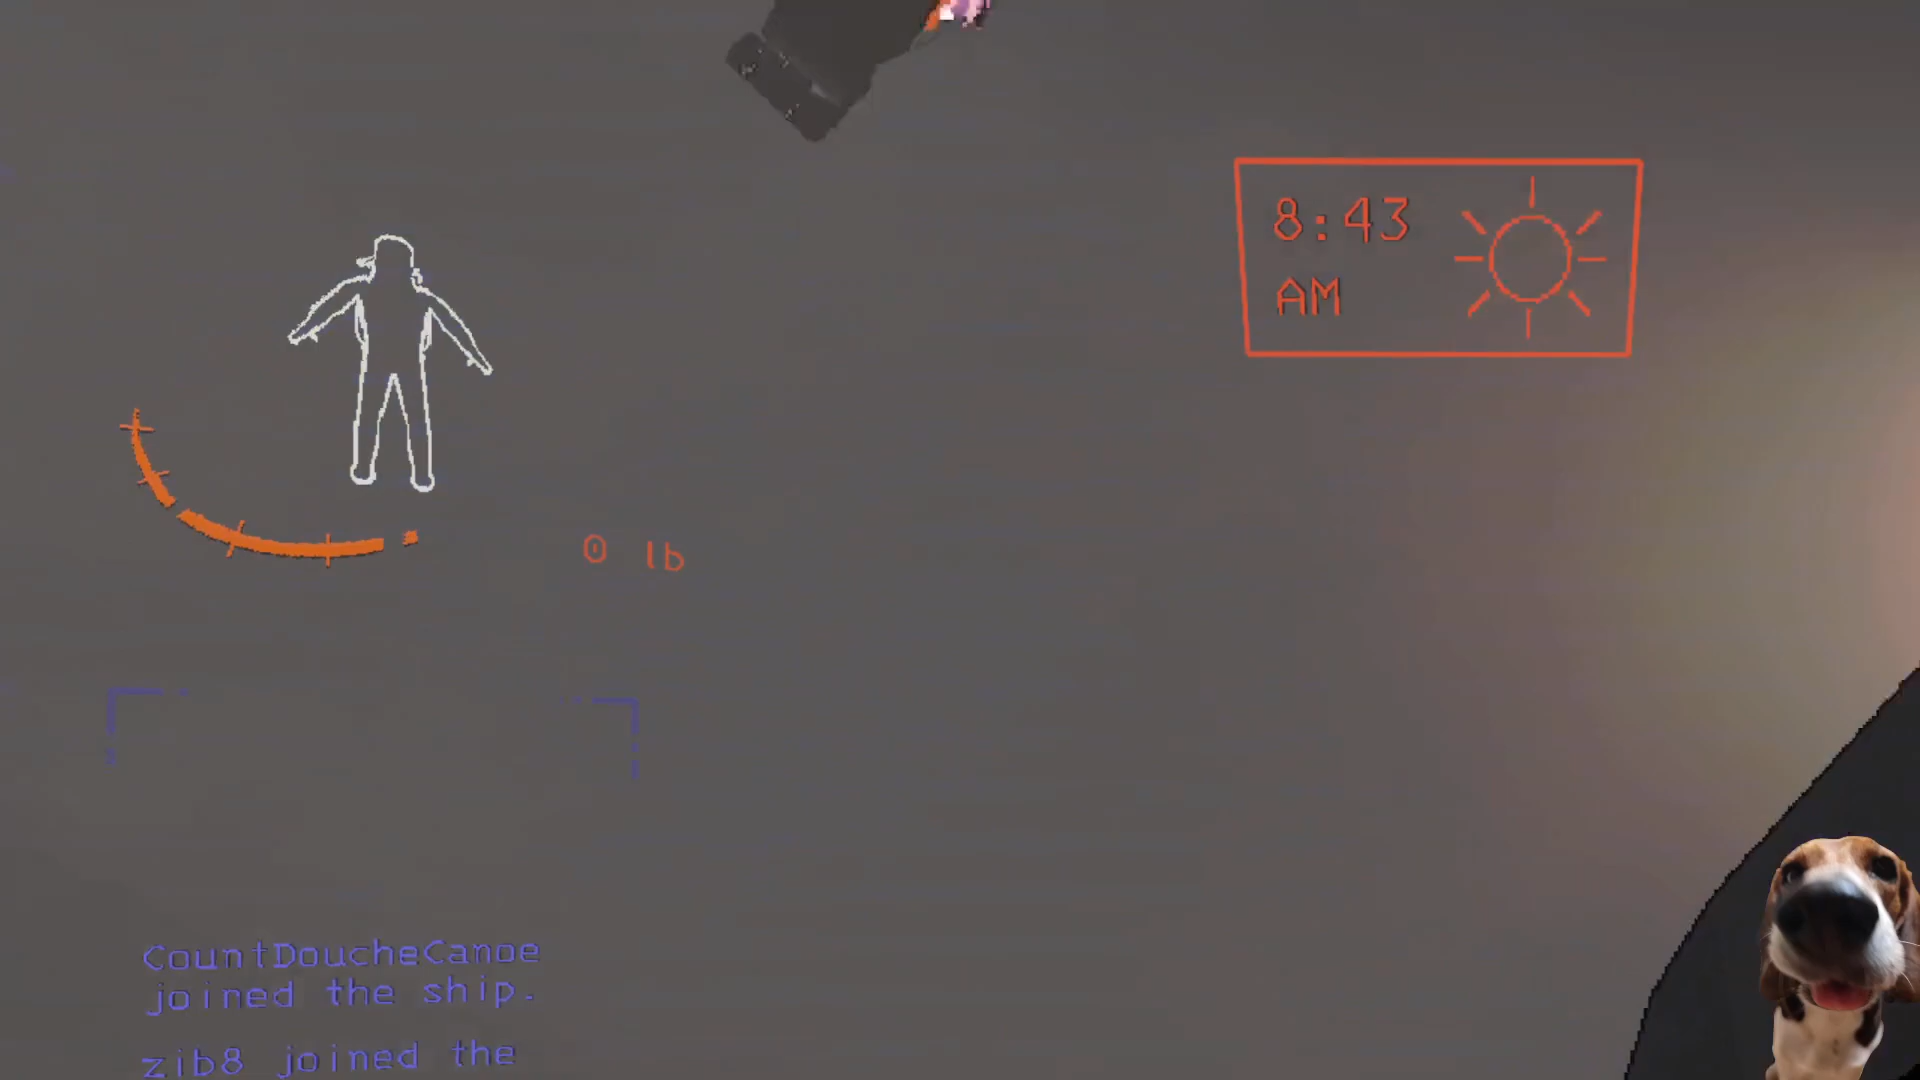 8:43
AM
0 lb
CountDoucheCanoe
joined the ship.
zib8 joined the